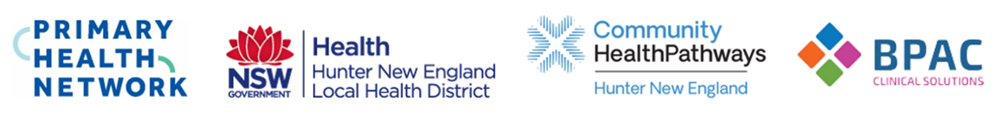 PRIMARY
HEALTH
NETWORK
NSW
GOVERNMENT
Health
Hunter New England
Local Health District
Community
HealthPathways
Hunter New England
BPAC
CLINICAL SOLUTIONS